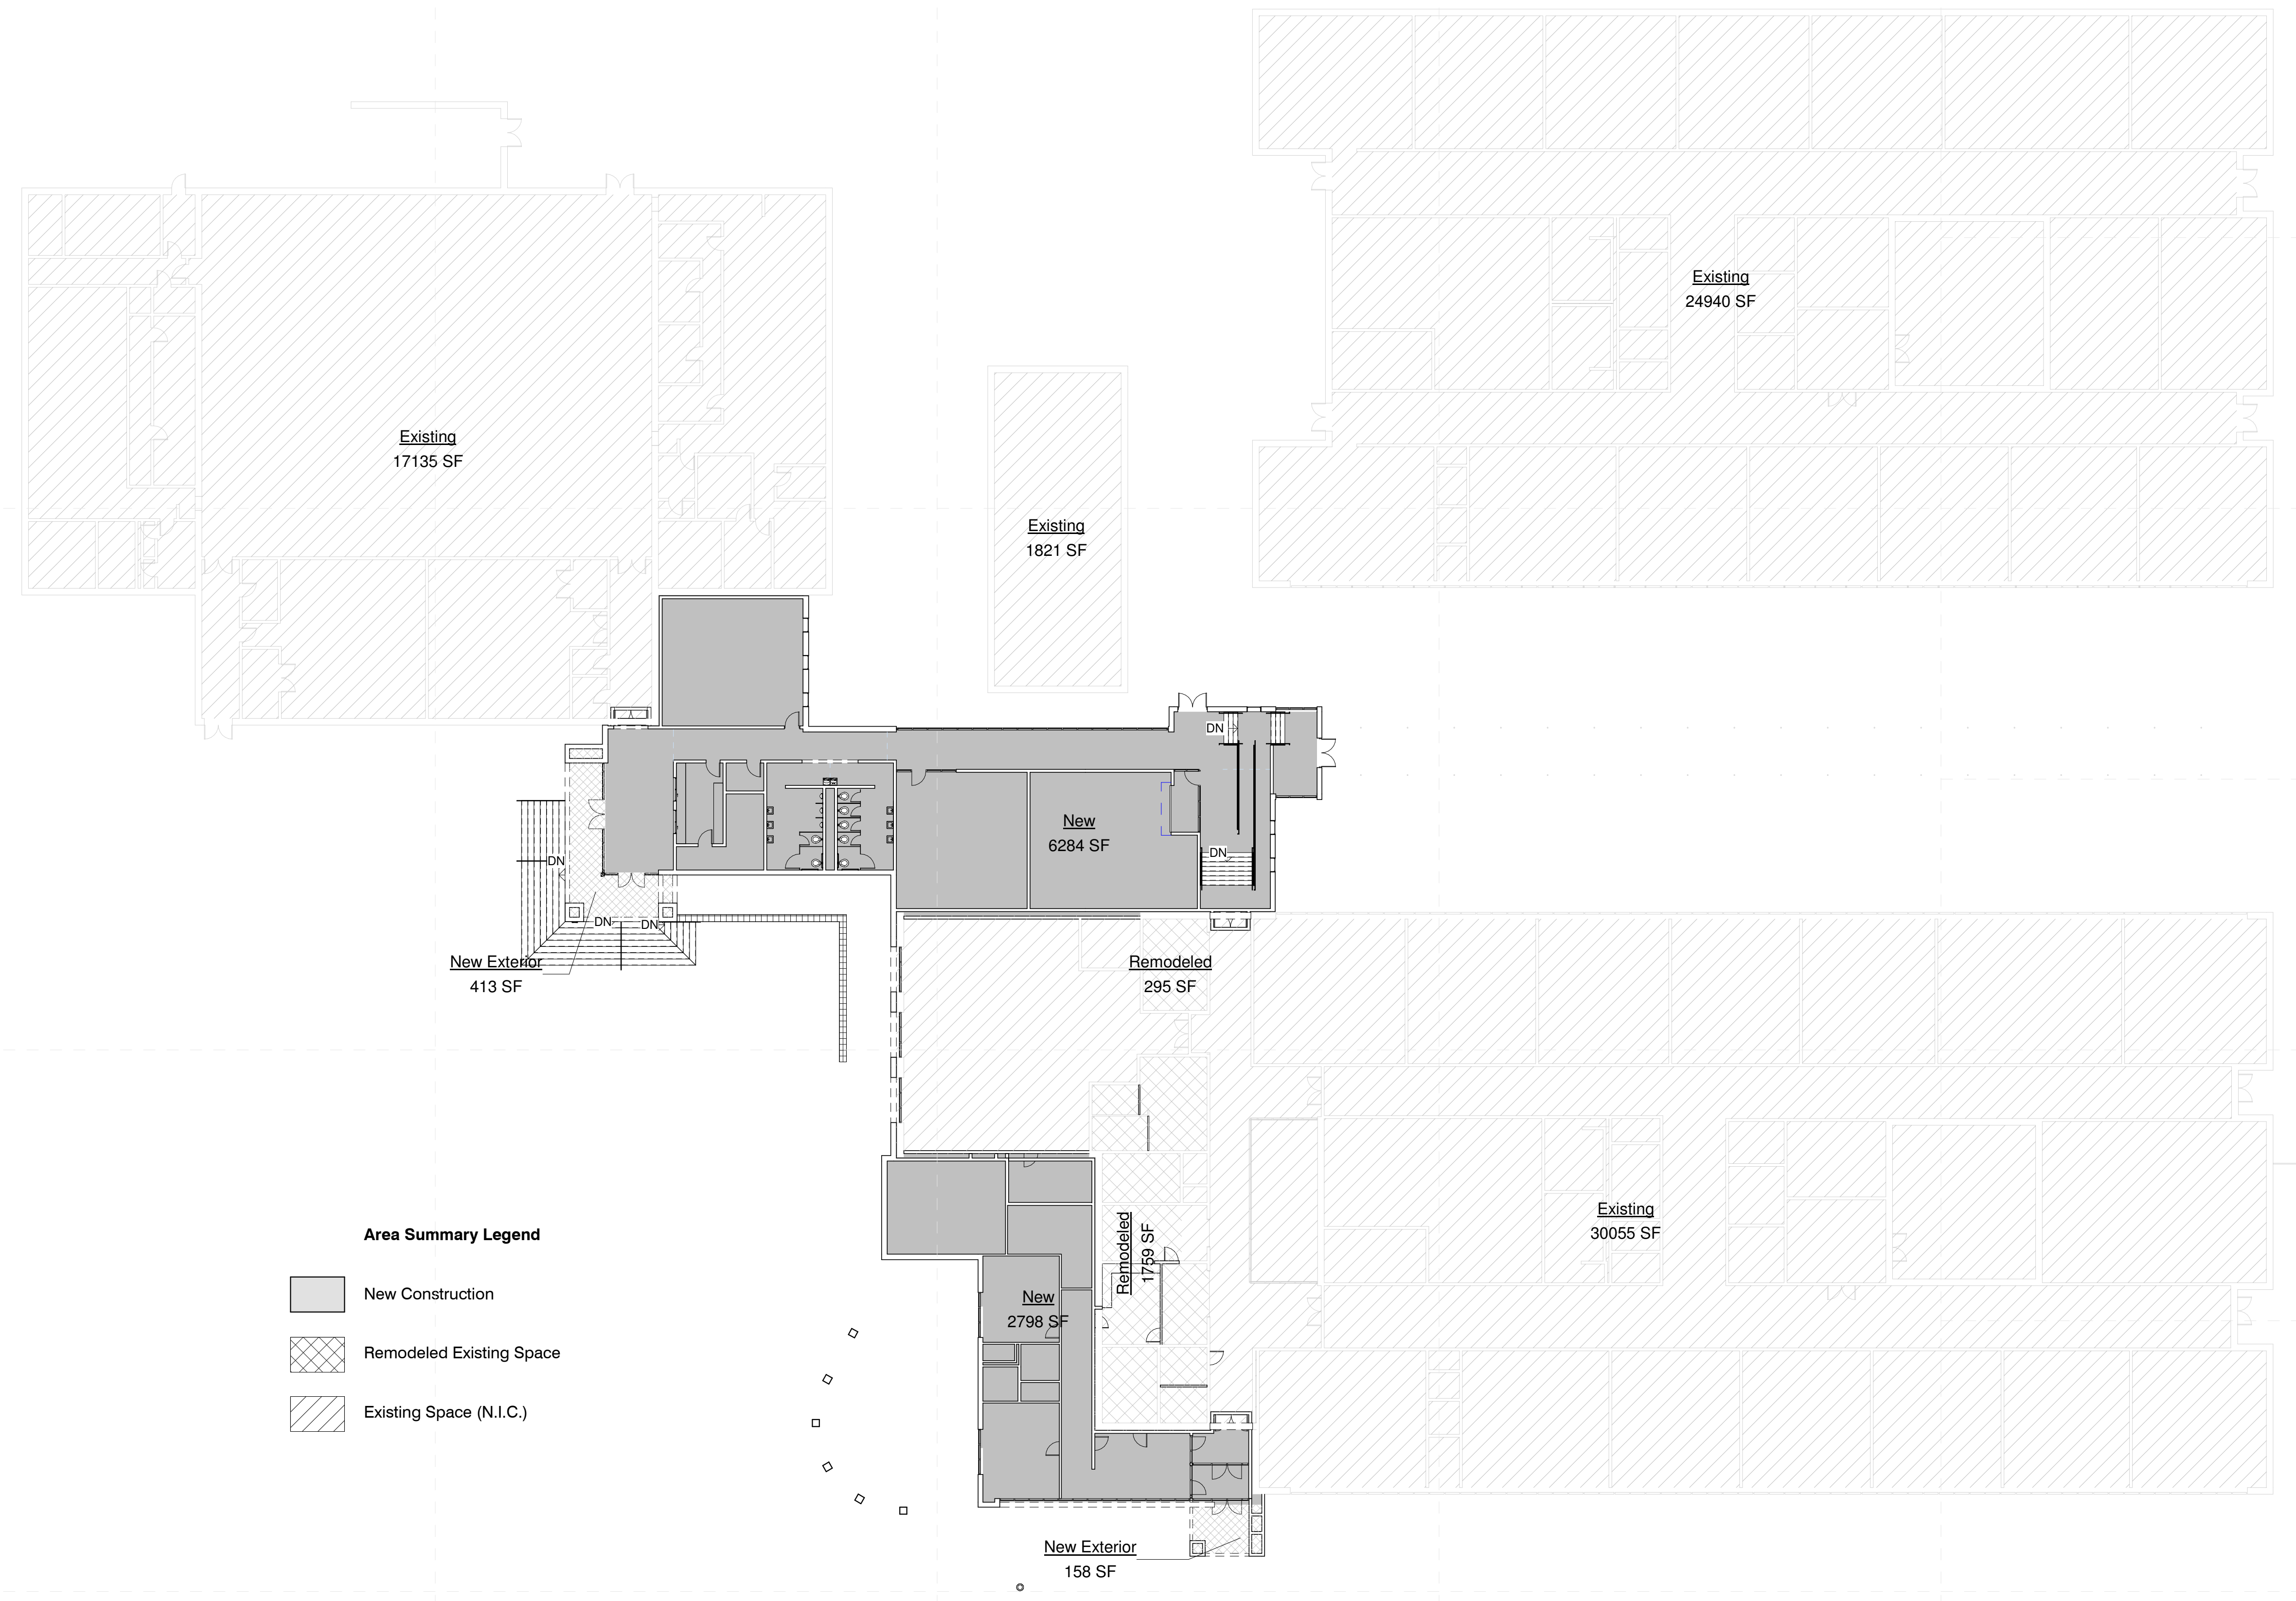 Existing
24940 SF
Existing
17135 SF
Existing
1821 SF
DN
New
6284 SF
DN
DN
DN
DN
New Exterior
413 SF
Remodeled
295 SF
Existing
30055 SF
Remodeled
1759 SF
Area Summary Legend
New Construction
Remodeled Existing Space
Existing Space (N.I.C.)
New
2798 SF
New Exterior
158 SF